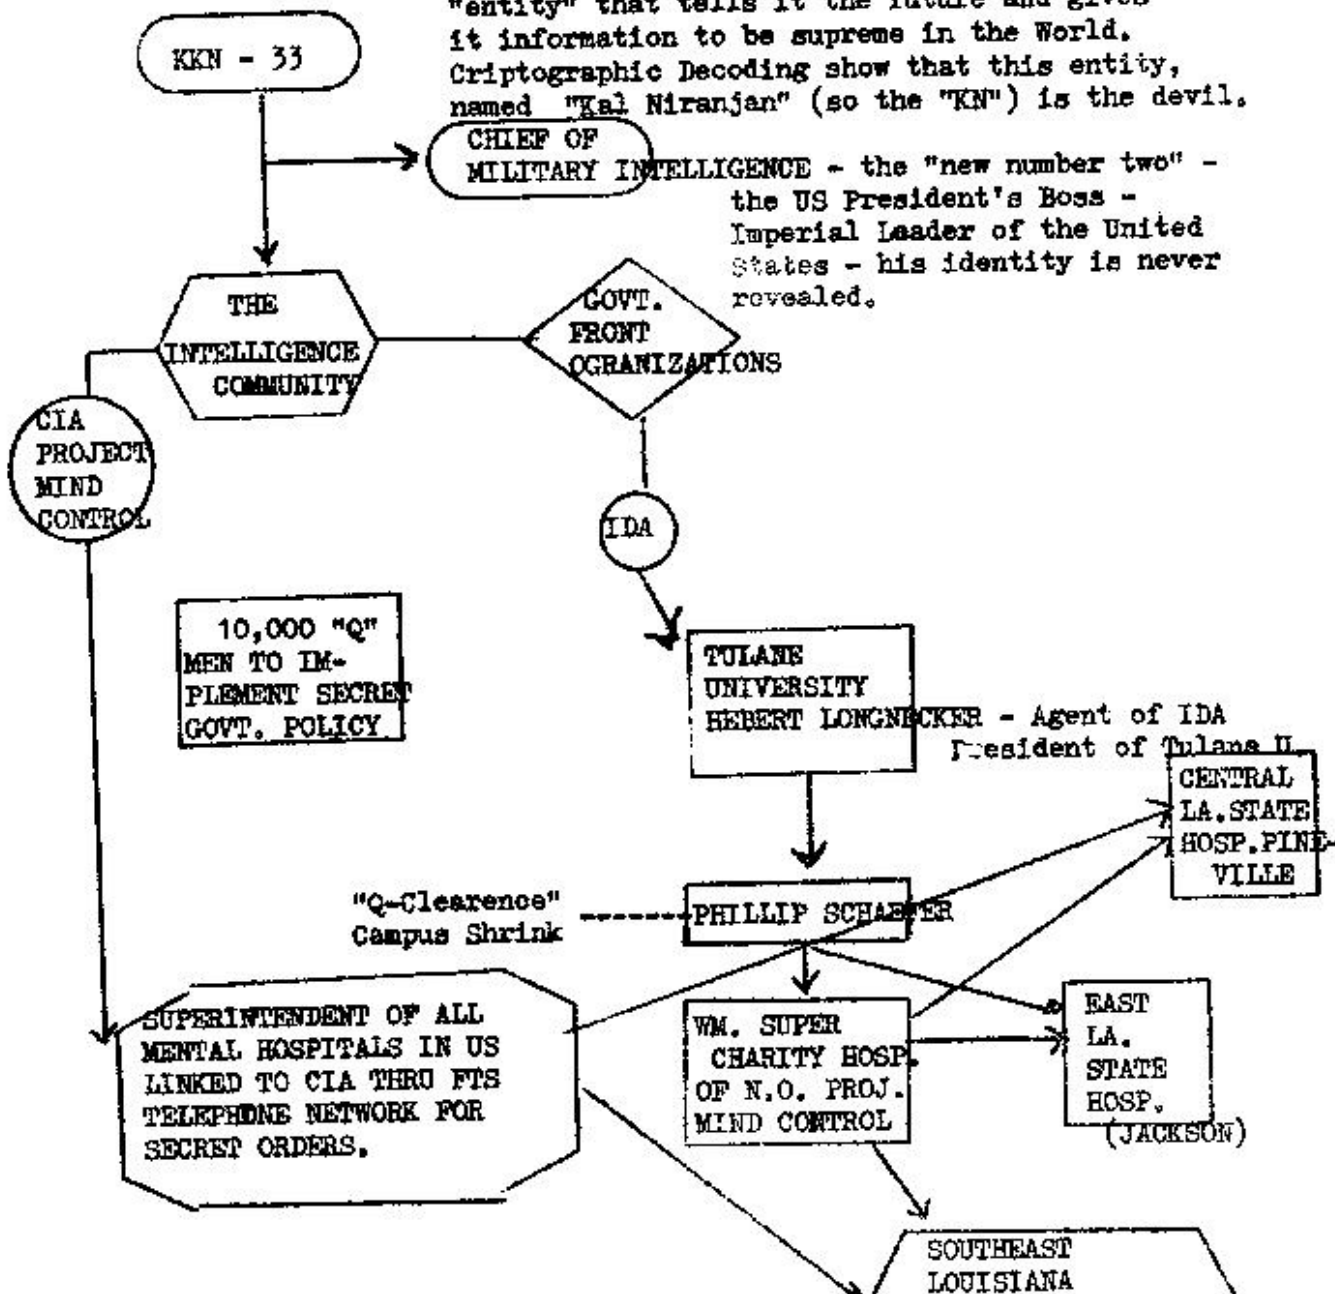 "entity" that tells it the future and gives
it information to be supreme in the World.
Criptographic Decoding show that this entity,
named "Kal Niranjan" (so the "KN") is the devil.
KKN - 33
CHIEF OF
MILITARY INTELLIGENCE - the "new number two" -
the US President's Boss -
Imperial Leader of the United
States - his identity is never
revealed.
THE
INTELLIGENCE
COMMUNITY
GOVT.
FRONT
OGRANIZATIONS
CIA
PROJECT
MIND
CONTROL
IDA
10,000 "Q"
MEN TO IM-
PLEMENT SECRET
GOVT. POLICY
TULANE
UNIVERSITY
HEBERT LONGNECKER - Agent of IDA
President of Tulane U
CENTRAL
LA.STATE
HOSP.PINE-
VILLE
"Q-Clearence"
Campus Shrink
PHILLIP SCHAEFER
SUPERINTENDENT OF ALL
MENTAL HOSPITALS IN US
LINKED TO CIA THRU FTS
TELEPHONE NETWORK FOR
SECRET ORDERS.
WM. SUPER
CHARITY HOSP.
OF N.O. PROJ.
MIND CONTROL
EAST
LA.
STATE
HOSP.
(JACKSON)
SOUTHEAST
LOUISIANA